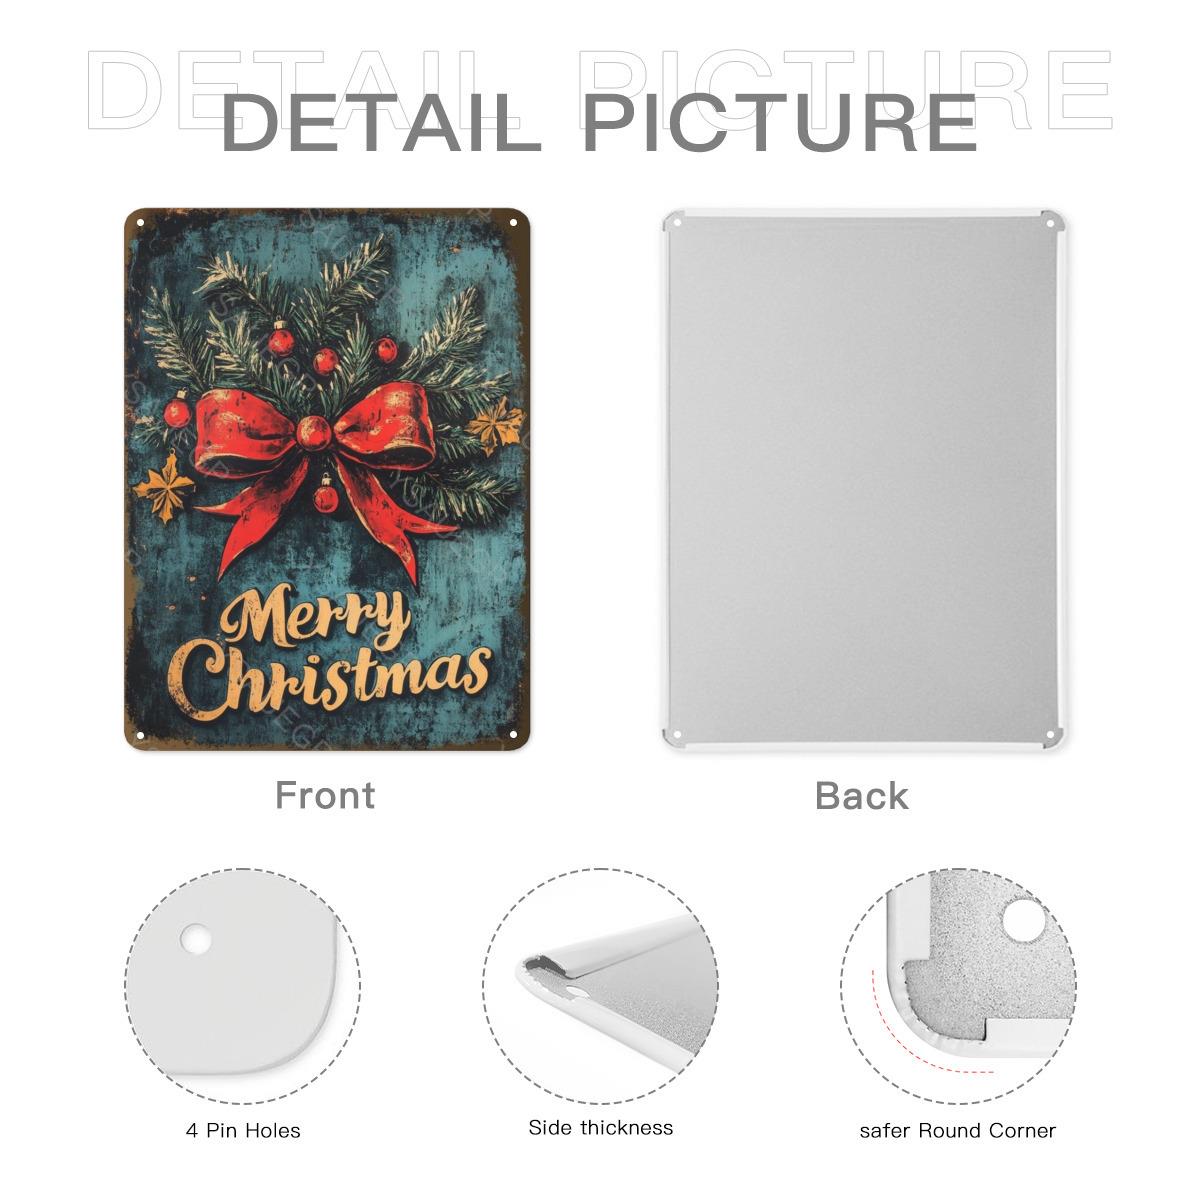 DETAIL PICTURE
DETAIL PICTURE
Merry
Christmas
Front
Back
4 Pin Holes
Side thickness
safer Round Corner